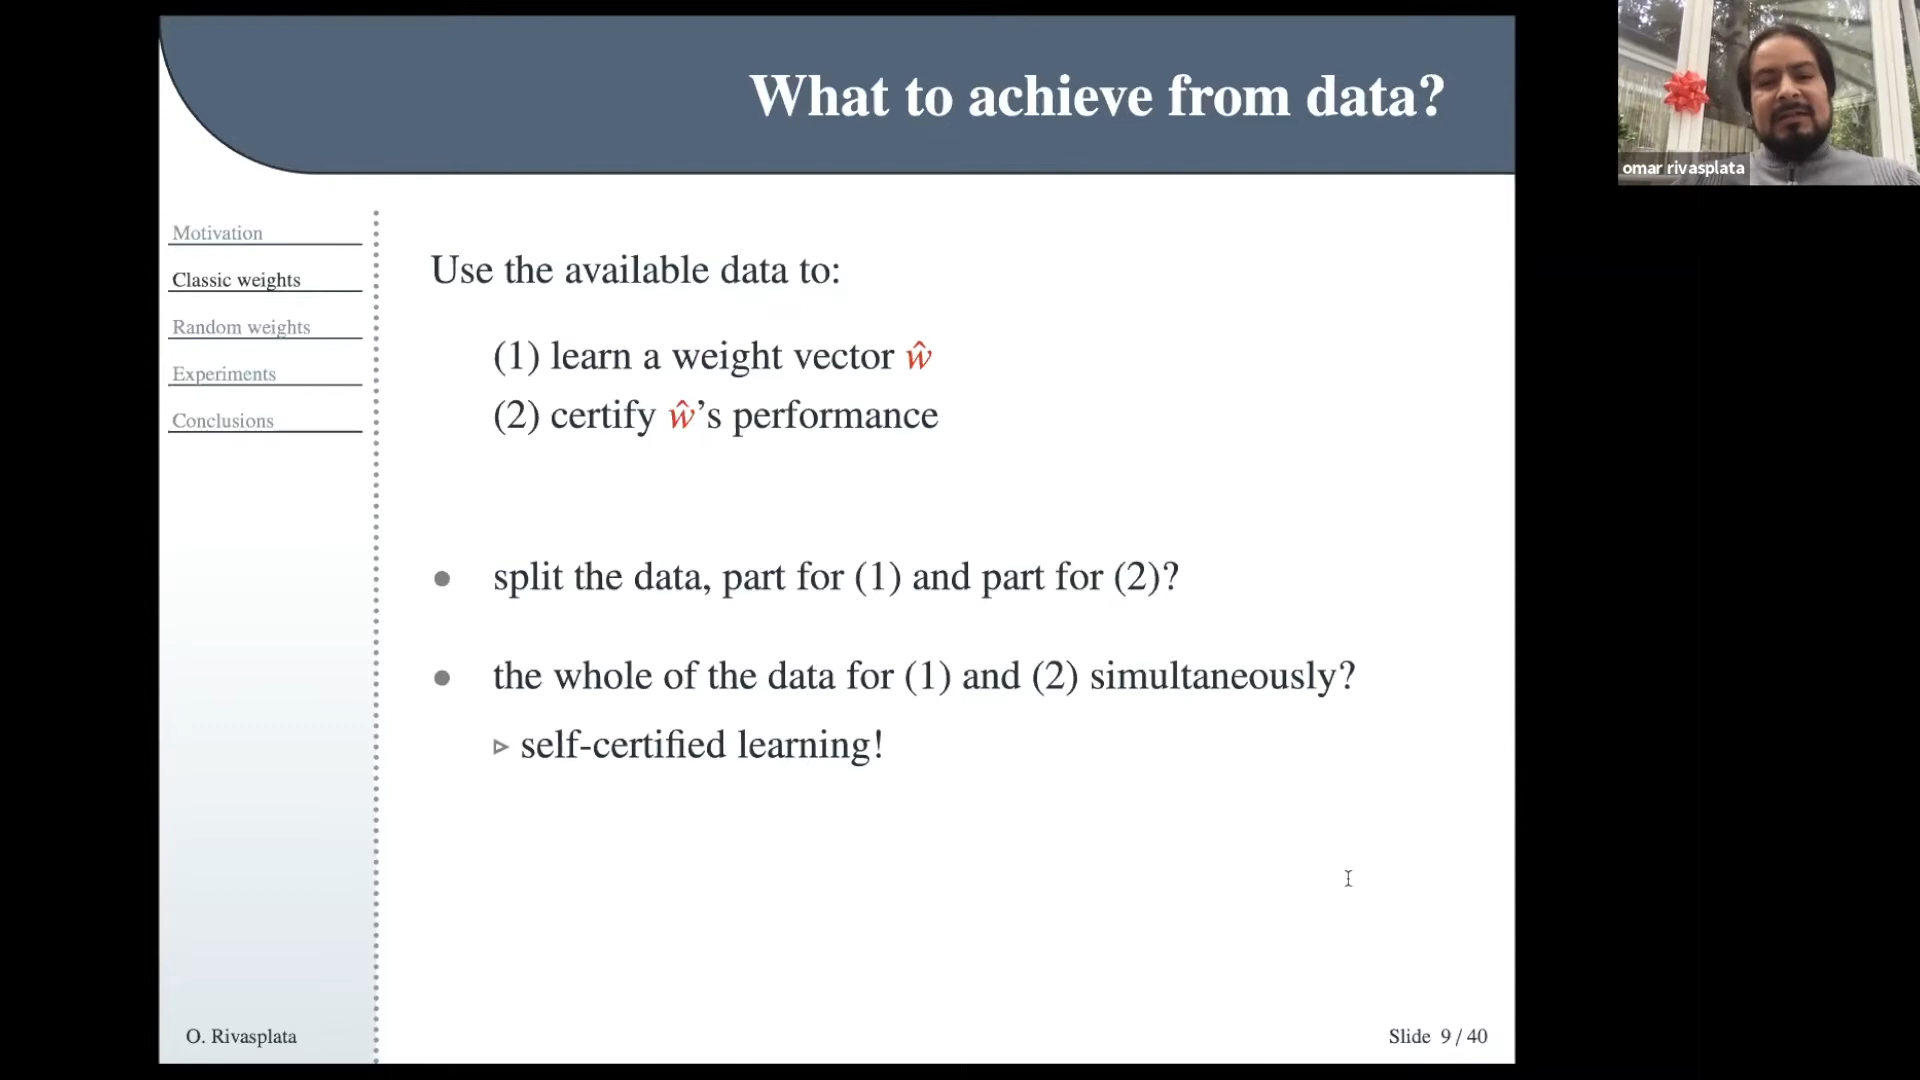 What to achieve from data?
omar rivasplata
Motivation
Classic weights
Random weights
Experiments
Conclusions
Use the available data to:
(1) learn a weight vector ŵ
(2) certify ŵ’s performance
● split the data, part for (1) and part for (2)?
● the whole of the data for (1) and (2) simultaneously?
▹ self-certified learning!
O. Rivasplata
Slide 9 / 40